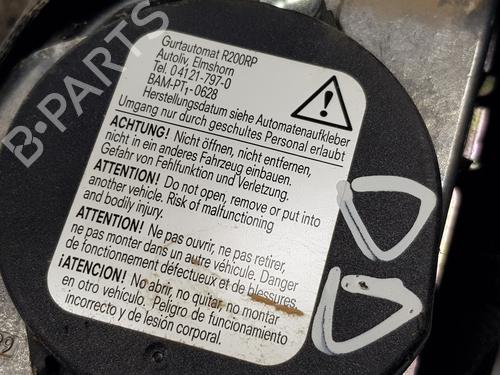 B-PARTS
Gurtautomat R200RP
Autoliv, Elmshorn
Tel. 04121-797-0
BAM-PT1-0628
Herstellungsdatum siehe Automatenaufkleber
Umgang nur durch geschultes Personal erlaubt
ACHTUNG! Nicht öffnen, nicht entfernen,
nicht in ein anderes Fahrzeug einbauen.
Gefahr von Fehlfunktion und Verletzung.
ATTENTION! Do not open, remove or put into
another vehicle. Risk of malfunctioning
and bodily injury.
ATTENTION! Ne pas ouvrir, ne pas retirer,
ne pas monter dans un autre véhicule. Danger
de fonctionnement défectueux et de blessures.
¡ATENCION! No abrir, no quitar, no montar
en otro vehículo. Peligro de funcionamiento
incorrecto y de lesión corporal.